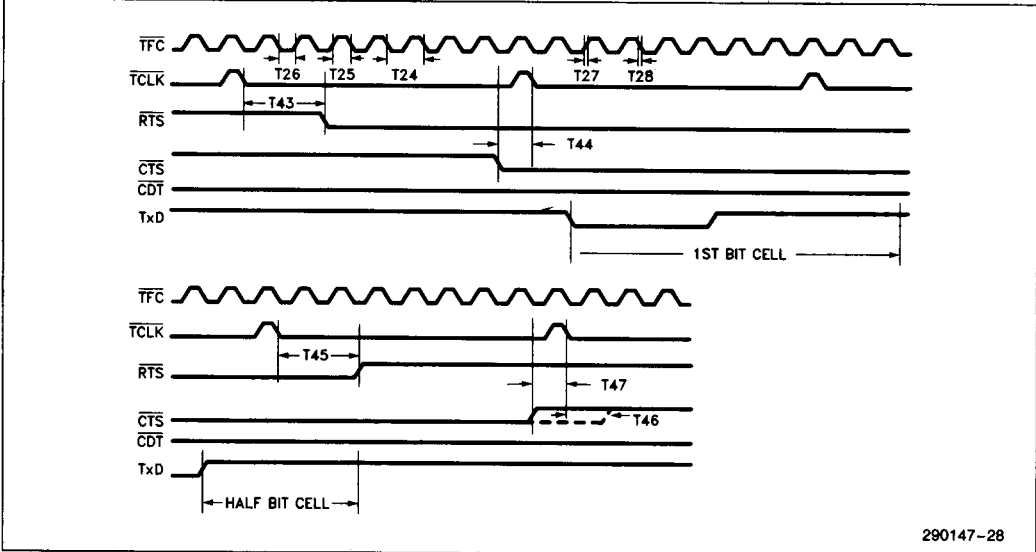 TFC
T26 T25 T24 T27 T28
TCLK
T43
RTS
T44
CTS
CDT
TxD
1ST BIT CELL
TFC
TCLK
T45
RTS
T47
CTS
T46
CDT
TxD
HALF BIT CELL
290147-28